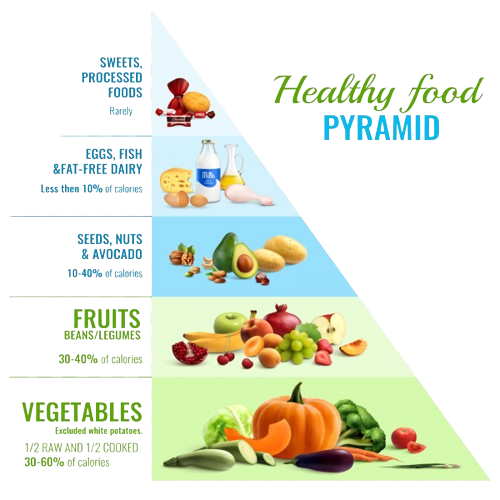 Healthy food
PYRAMID
SWEETS,
PROCESSED
FOODS
Rarely
EGGS, FISH
&FAT-FREE DAIRY
Less then 10% of calories
Milk
SEEDS, NUTS
& AVOCADO
10-40% of calories
FRUITS
BEANS/LEGUMES
30-40% of calories
VEGETABLES
Excluded white potatoes.
1/2 RAW AND 1/2 COOKED
30-60% of calories